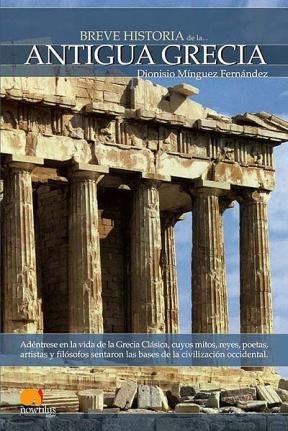 BREVE HISTORIA de la...
ANTIGUA GRECIA
Dionisio Mínguez Fernández
Adéntrese en la vida de la Grecia Clásica, cuyos mitos, reyes, poetas,
artistas y filósofos sentaron las bases de la civilización occidental.
nowtilus
saber